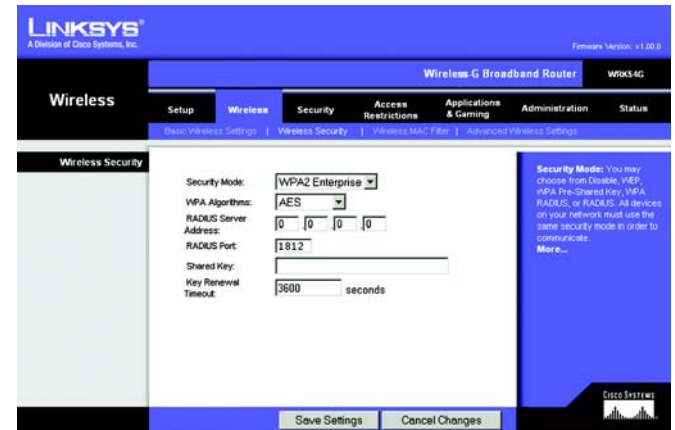 LINKSYS®
A Division of Cisco Systems, Inc.
Firmware Version: v1.00.0
Wireless-G Broadband Router WRK54G
Wireless
Setup Wireless Security Access Restrictions Applications & Gaming Administration Status
Basic Wireless Settings | Wireless Security | Wireless MAC Filter | Advanced Wireless Settings
Wireless Security
Security Mode: WPA2 Enterprise
WPA Algorithms: AES
RADIUS Server Address: 0 .0 .0 .0
RADIUS Port: 1812
Shared Key:
Key Renewal Timeout: 3600 seconds
Security Mode: You may
choose from Disable, WEP,
WPA Pre-Shared Key, WPA
RADIUS, or RADIUS. All devices
on your network must use the
same security mode in order to
communicate.
More...
CISCO SYSTEMS
Save Settings Cancel Changes